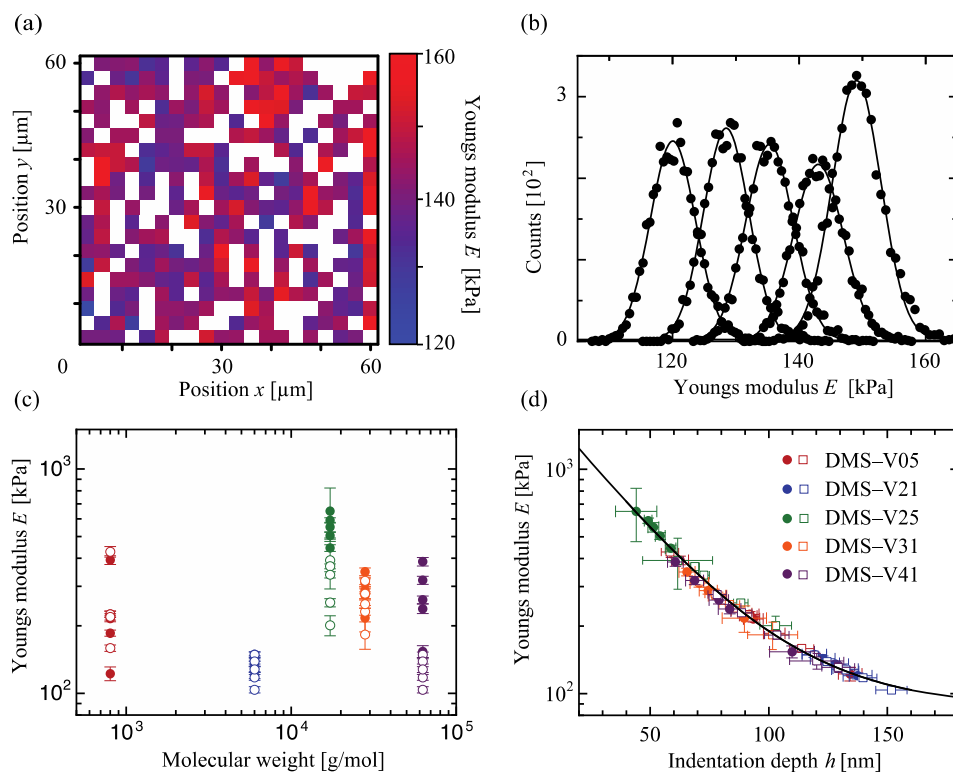 (a)
60
30
0
30
60
Position y [µm]
Position x [µm]
160
140
120
Youngs modulus E [kPa]
(b)
3
0
Counts [10²]
120
140
160
Youngs modulus E [kPa]
(c)
10³
10²
Youngs modulus E [kPa]
10³
10⁴
10⁵
Molecular weight [g/mol]
(d)
10³
10²
Youngs modulus E [kPa]
DMS–V05
DMS–V21
DMS–V25
DMS–V31
DMS–V41
50
100
150
Indentation depth h [nm]